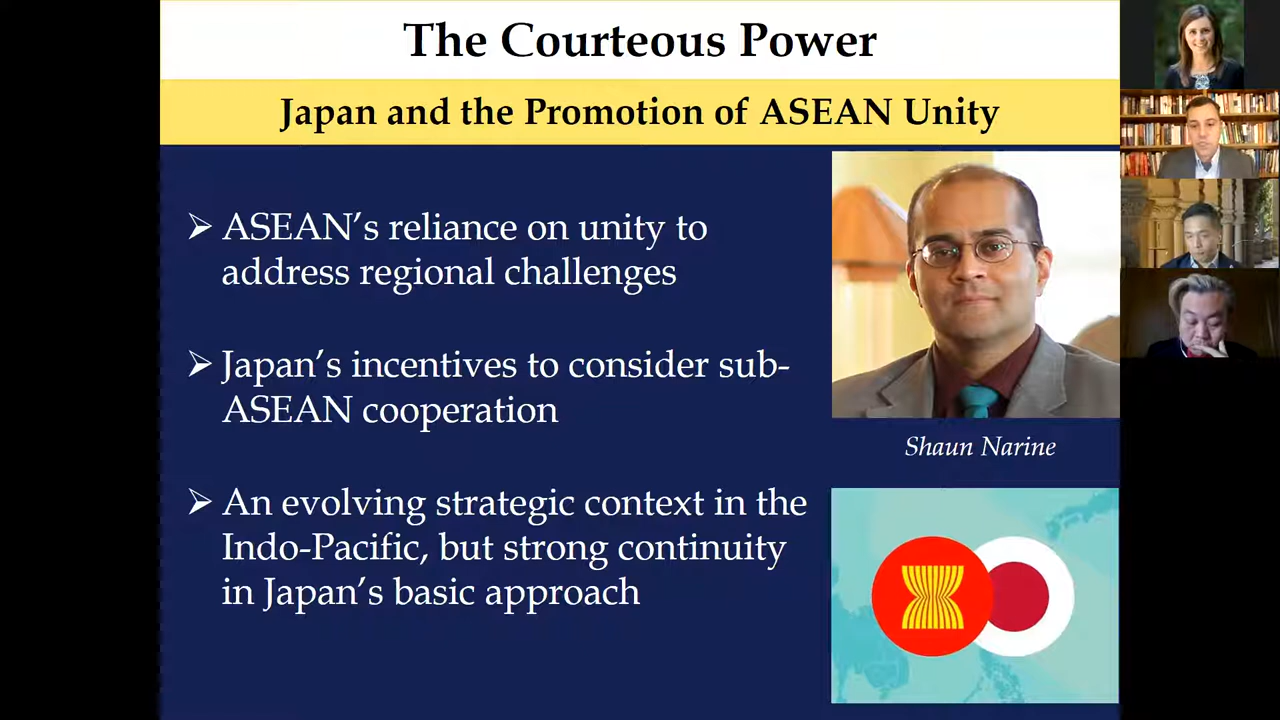 The Courteous Power
Japan and the Promotion of ASEAN Unity
➢ ASEAN’s reliance on unity to
address regional challenges
➢ Japan’s incentives to consider sub-
ASEAN cooperation
➢ An evolving strategic context in the
Indo-Pacific, but strong continuity
in Japan’s basic approach
Shaun Narine